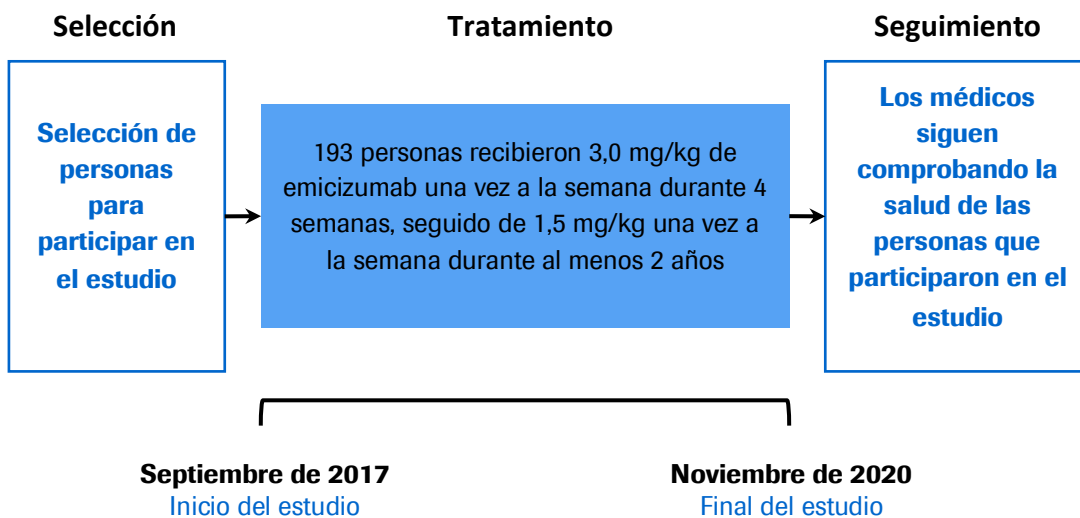 Selección
Tratamiento
Seguimiento
Selección de
personas
para
participar en
el estudio
193 personas recibieron 3,0 mg/kg de
emicizumab una vez a la semana durante 4
semanas, seguido de 1,5 mg/kg una vez a
la semana durante al menos 2 años
Los médicos
siguen
comprobando la
salud de las
personas que
participaron en el
estudio
Septiembre de 2017
Inicio del estudio
Noviembre de 2020
Final del estudio